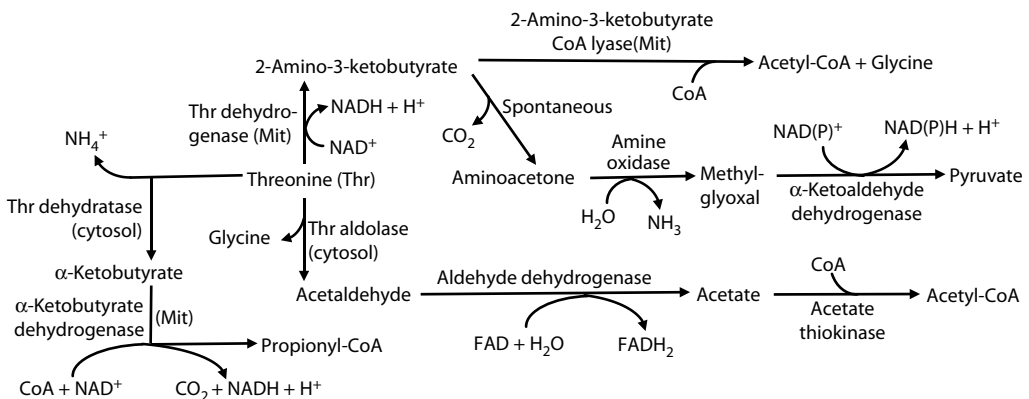 2-Amino-3-ketobutyrate
CoA lyase(Mit)
2-Amino-3-ketobutyrate
Acetyl-CoA + Glycine
CoA
Thr dehydro-
genase (Mit)
NADH + H⁺
NAD⁺
Spontaneous
CO₂
NH₄⁺
Threonine (Thr)
Aminoacetone
Amine
oxidase
H₂O
NH₃
Methyl-
glyoxal
NAD(P)⁺
NAD(P)H + H⁺
α-Ketoaldehyde
dehydrogenase
Pyruvate
Thr dehydratase
(cytosol)
Glycine
Thr aldolase
(cytosol)
α-Ketobutyrate
Acetaldehyde
Aldehyde dehydrogenase
FAD + H₂O
FADH₂
Acetate
CoA
Acetate
thiokinase
Acetyl-CoA
α-Ketobutyrate
dehydrogenase
(Mit)
Propionyl-CoA
CoA + NAD⁺
CO₂ + NADH + H⁺